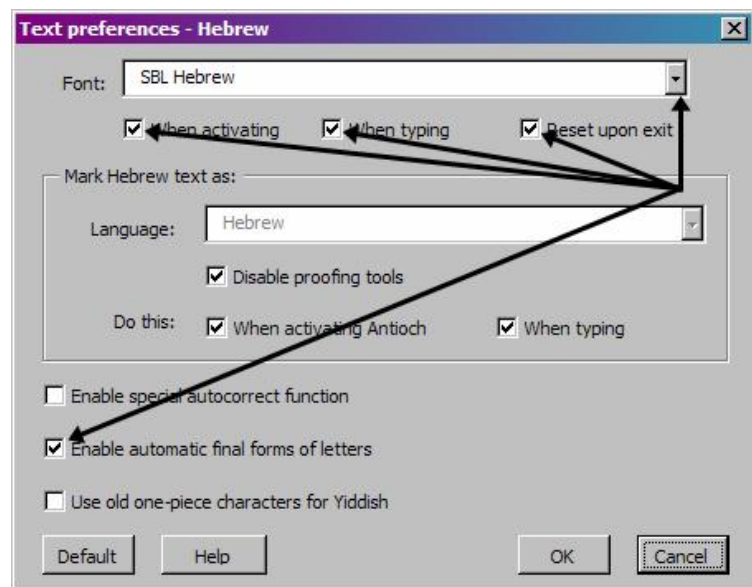 Text preferences - Hebrew
Font: SBL Hebrew
When activating When typing Reset upon exit
Mark Hebrew text as:
Language: Hebrew
Disable proofing tools
Do this: When activating Antioch When typing
Enable special autocorrect function
Enable automatic final forms of letters
Use old one-piece characters for Yiddish
Default Help OK Cancel